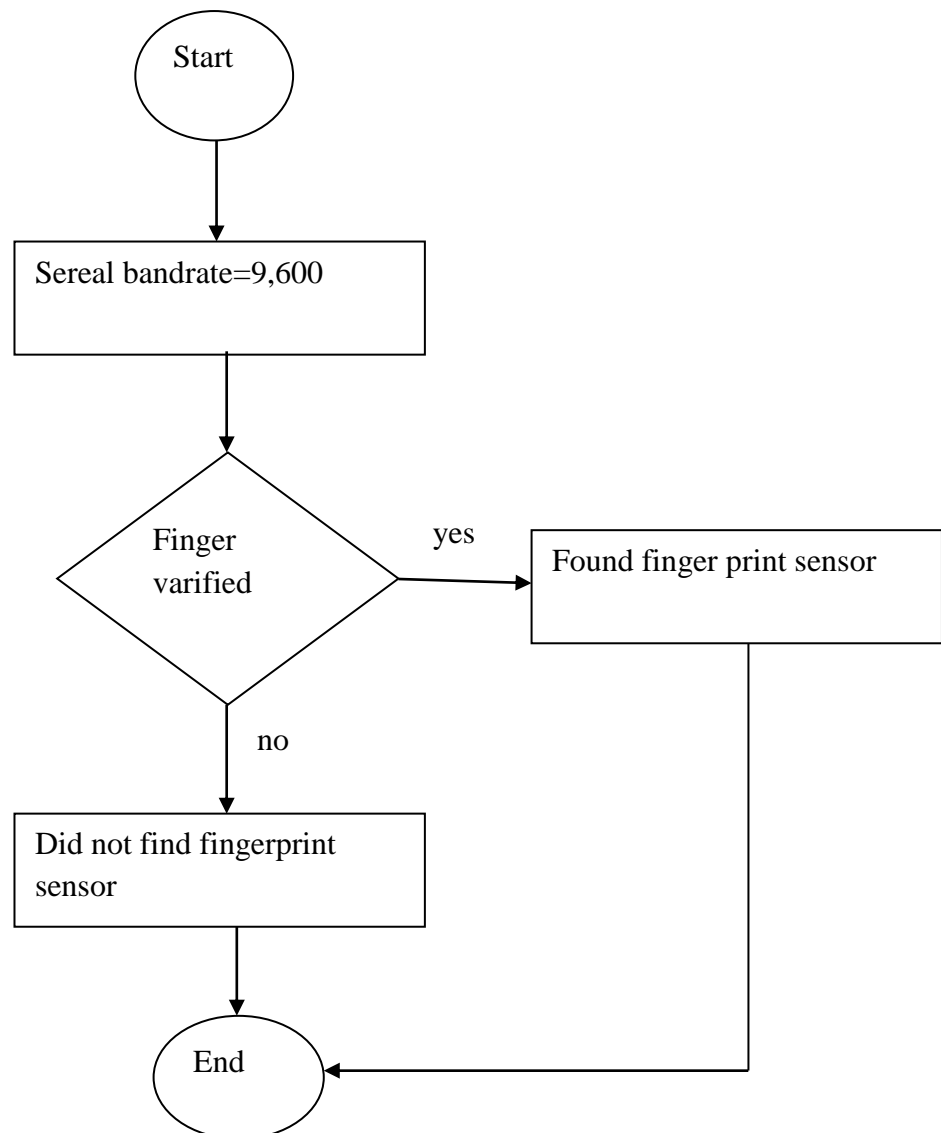 Start
Sereal bandrate=9,600
Finger
varified
yes
Found finger print sensor
no
Did not find fingerprint
sensor
End